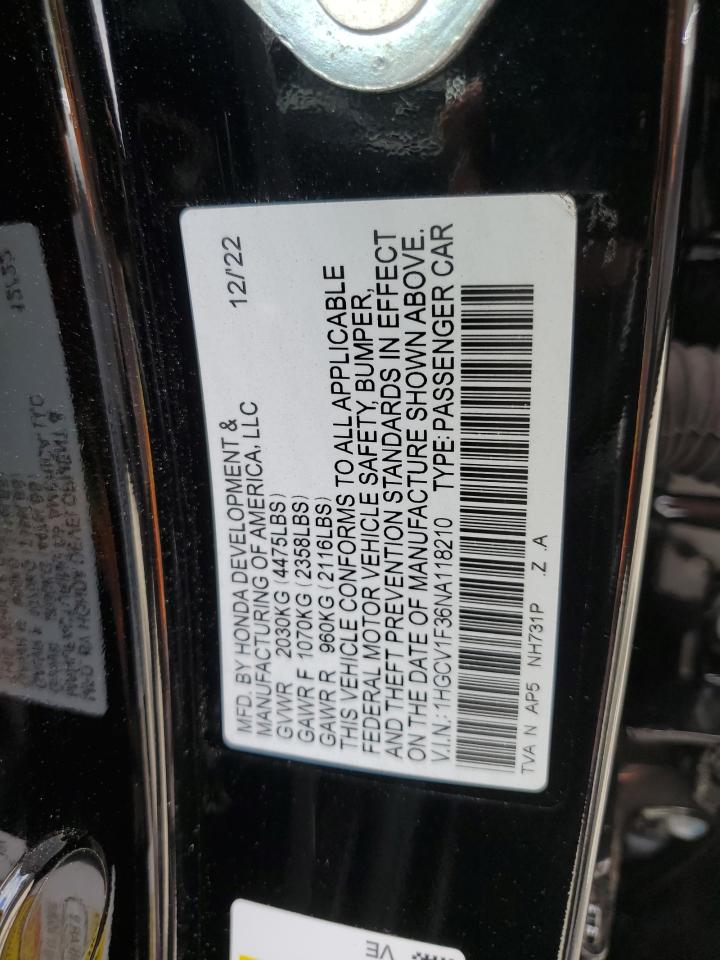 MFD. BY HONDA DEVELOPMENT & 12/'22
MANUFACTURING OF AMERICA, LLC
GVWR 2030KG (4475LBS)
GAWR F 1070KG (2358LBS)
GAWR R 960KG (2116LBS)
THIS VEHICLE CONFORMS TO ALL APPLICABLE
FEDERAL MOTOR VEHICLE SAFETY, BUMPER,
AND THEFT PREVENTION STANDARDS IN EFFECT
ON THE DATE OF MANUFACTURE SHOWN ABOVE.
V.I.N.: 1HGCV1F36NA118210 TYPE:PASSENGER CAR
TVA N AP5 NH731P .Z .A
VE